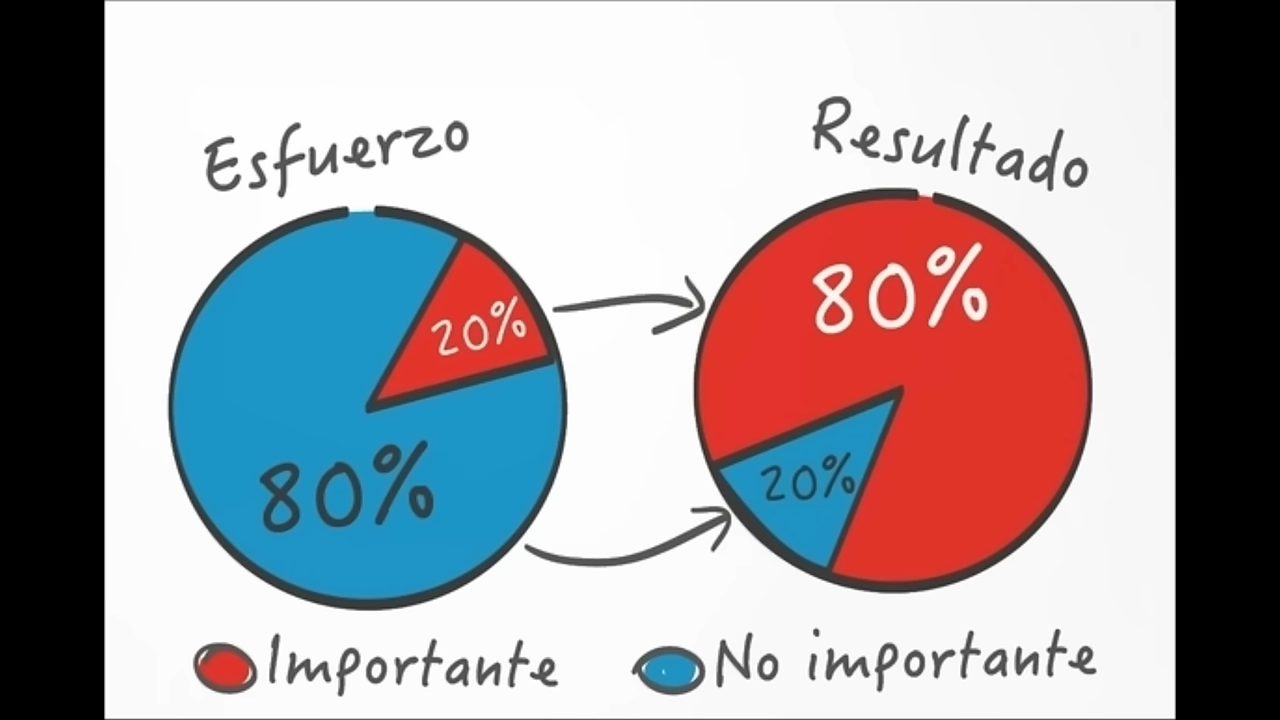 Esfuerzo
Resultado
20%
80%
80%
20%
Importante
No importante